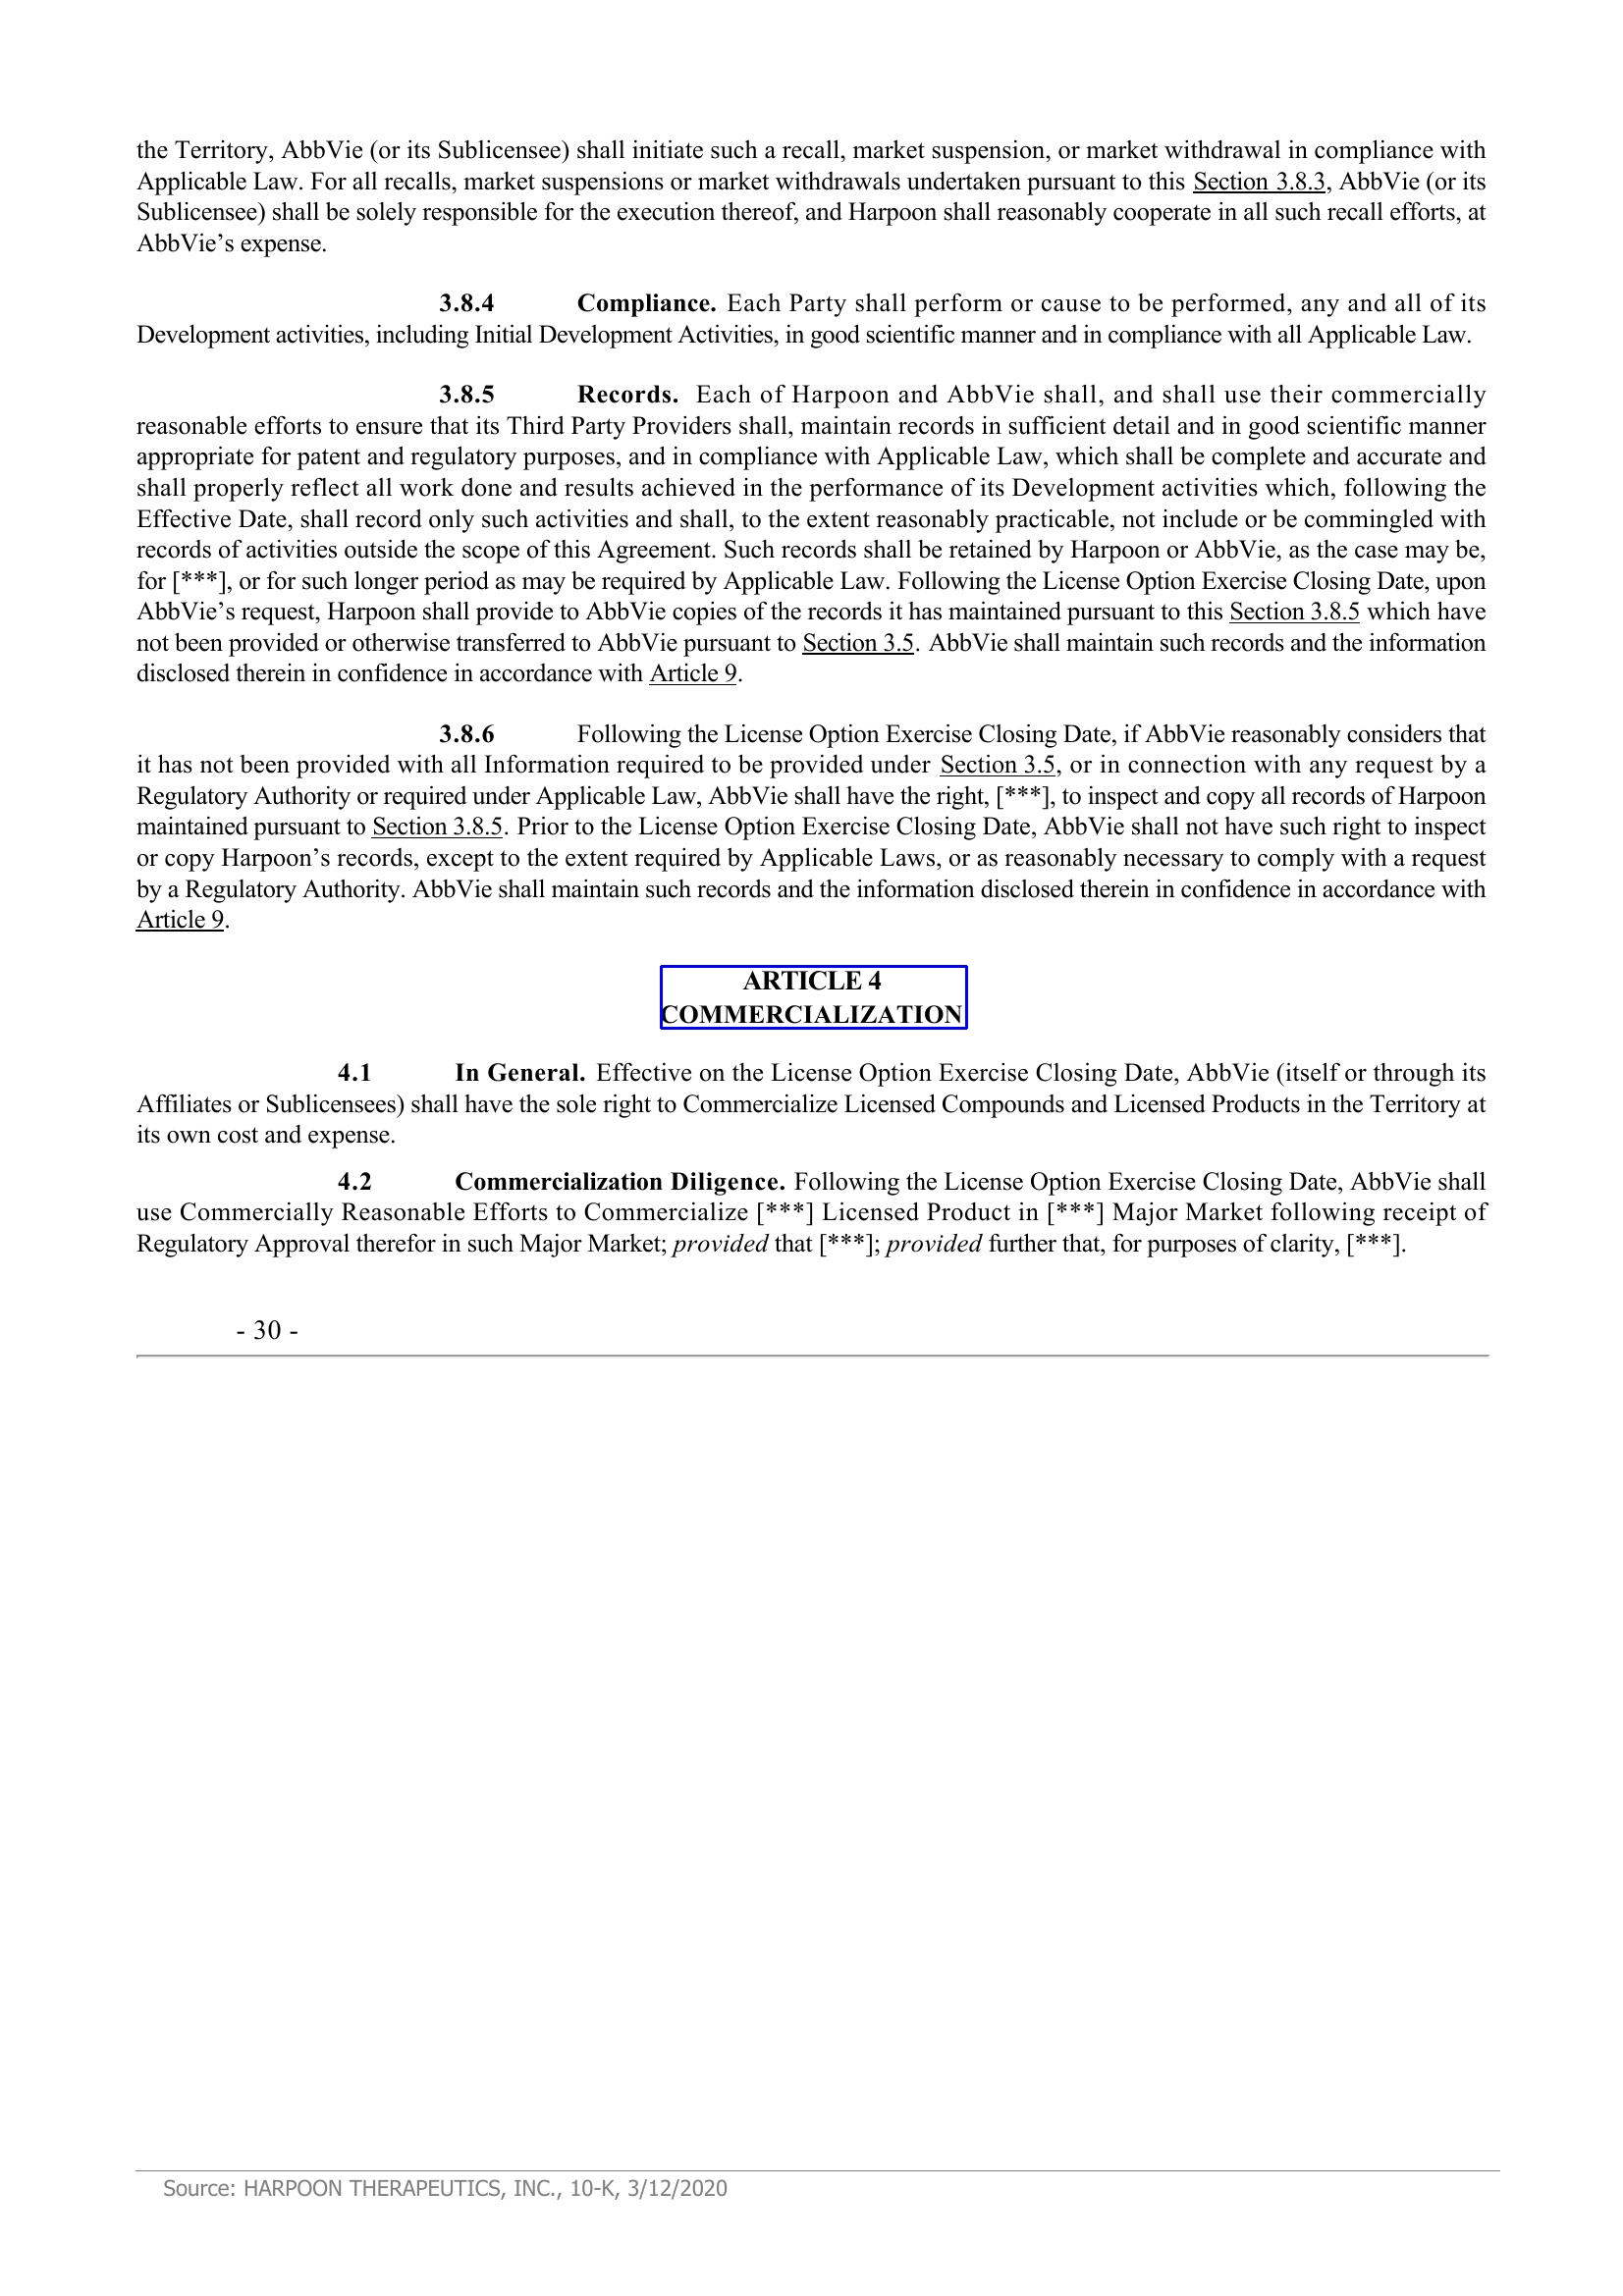 the Territory, AbbVie (or its Sublicensee) shall initiate such a recall, market suspension, or market withdrawal in compliance with
Applicable Law. For all recalls, market suspensions or market withdrawals undertaken pursuant to this Section 3.8.3, AbbVie (or its
Sublicensee) shall be solely responsible for the execution thereof, and Harpoon shall reasonably cooperate in all such recall efforts, at
AbbVie’s expense.
3.8.4 Compliance. Each Party shall perform or cause to be performed, any and all of its
Development activities, including Initial Development Activities, in good scientific manner and in compliance with all Applicable Law.
3.8.5 Records. Each of Harpoon and AbbVie shall, and shall use their commercially
reasonable efforts to ensure that its Third Party Providers shall, maintain records in sufficient detail and in good scientific manner
appropriate for patent and regulatory purposes, and in compliance with Applicable Law, which shall be complete and accurate and
shall properly reflect all work done and results achieved in the performance of its Development activities which, following the
Effective Date, shall record only such activities and shall, to the extent reasonably practicable, not include or be commingled with
records of activities outside the scope of this Agreement. Such records shall be retained by Harpoon or AbbVie, as the case may be,
for [***], or for such longer period as may be required by Applicable Law. Following the License Option Exercise Closing Date, upon
AbbVie’s request, Harpoon shall provide to AbbVie copies of the records it has maintained pursuant to this Section 3.8.5 which have
not been provided or otherwise transferred to AbbVie pursuant to Section 3.5. AbbVie shall maintain such records and the information
disclosed therein in confidence in accordance with Article 9.
3.8.6 Following the License Option Exercise Closing Date, if AbbVie reasonably considers that
it has not been provided with all Information required to be provided under Section 3.5, or in connection with any request by a
Regulatory Authority or required under Applicable Law, AbbVie shall have the right, [***], to inspect and copy all records of Harpoon
maintained pursuant to Section 3.8.5. Prior to the License Option Exercise Closing Date, AbbVie shall not have such right to inspect
or copy Harpoon’s records, except to the extent required by Applicable Laws, or as reasonably necessary to comply with a request
by a Regulatory Authority. AbbVie shall maintain such records and the information disclosed therein in confidence in accordance with
Article 9.
ARTICLE 4
COMMERCIALIZATION
4.1 In General. Effective on the License Option Exercise Closing Date, AbbVie (itself or through its
Affiliates or Sublicensees) shall have the sole right to Commercialize Licensed Compounds and Licensed Products in the Territory at
its own cost and expense.
4.2 Commercialization Diligence. Following the License Option Exercise Closing Date, AbbVie shall
use Commercially Reasonable Efforts to Commercialize [***] Licensed Product in [***] Major Market following receipt of
Regulatory Approval therefor in such Major Market; provided that [***]; provided further that, for purposes of clarity, [***].
- 30 -
Source: HARPOON THERAPEUTICS, INC., 10-K, 3/12/2020